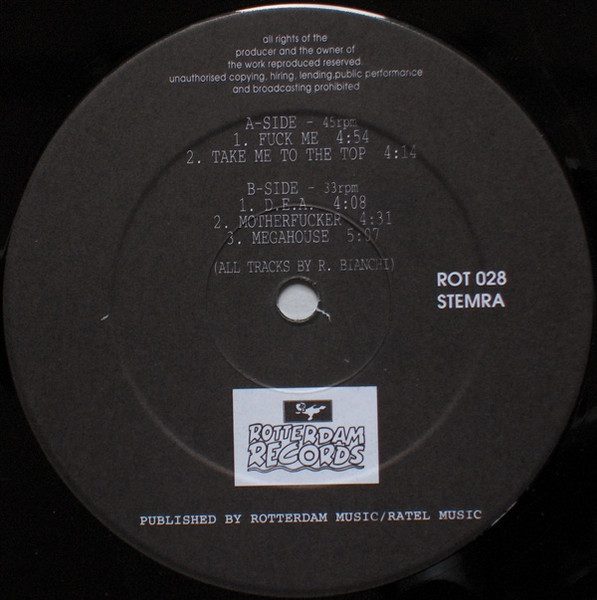 all rights of the
producer and the owner of
the work reproduced reserved
unauthorised copying, hiring, lending,public performance
and broadcasting prohibited
A-SIDE - 45rpm
1. FUCK ME 4:54
2. TAKE ME TO THE TOP 4:14
B-SIDE - 33rpm
1. D.E.A. 4:08
2. MOTHERFUCKER 4:31
3. MEGAHOUSE 5:07
(ALL TRACKS BY R. BIANCHI)
ROT 028
STEMRA
ROTTERDAM
RECORDS
PUBLISHED BY ROTTERDAM MUSIC/RATEL MUSIC